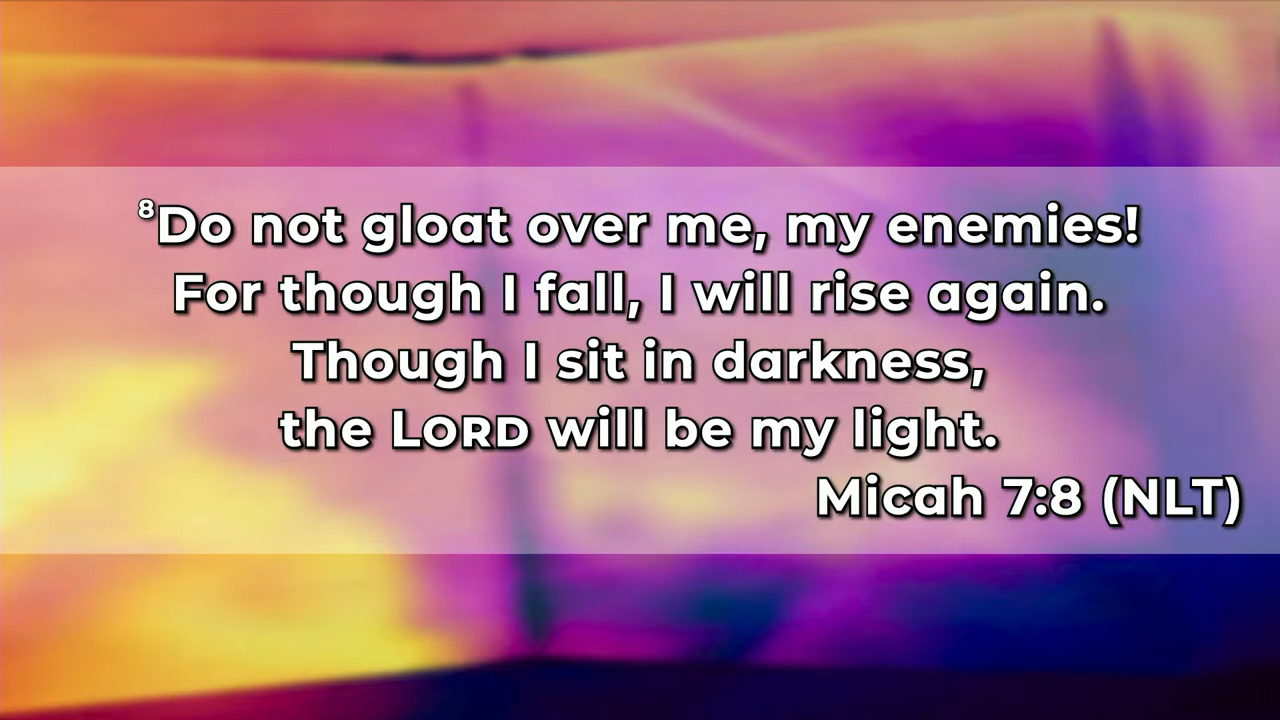 ⁸Do not gloat over me, my enemies!
For though I fall, I will rise again.
Though I sit in darkness,
the LORD will be my light.
Micah 7:8 (NLT)